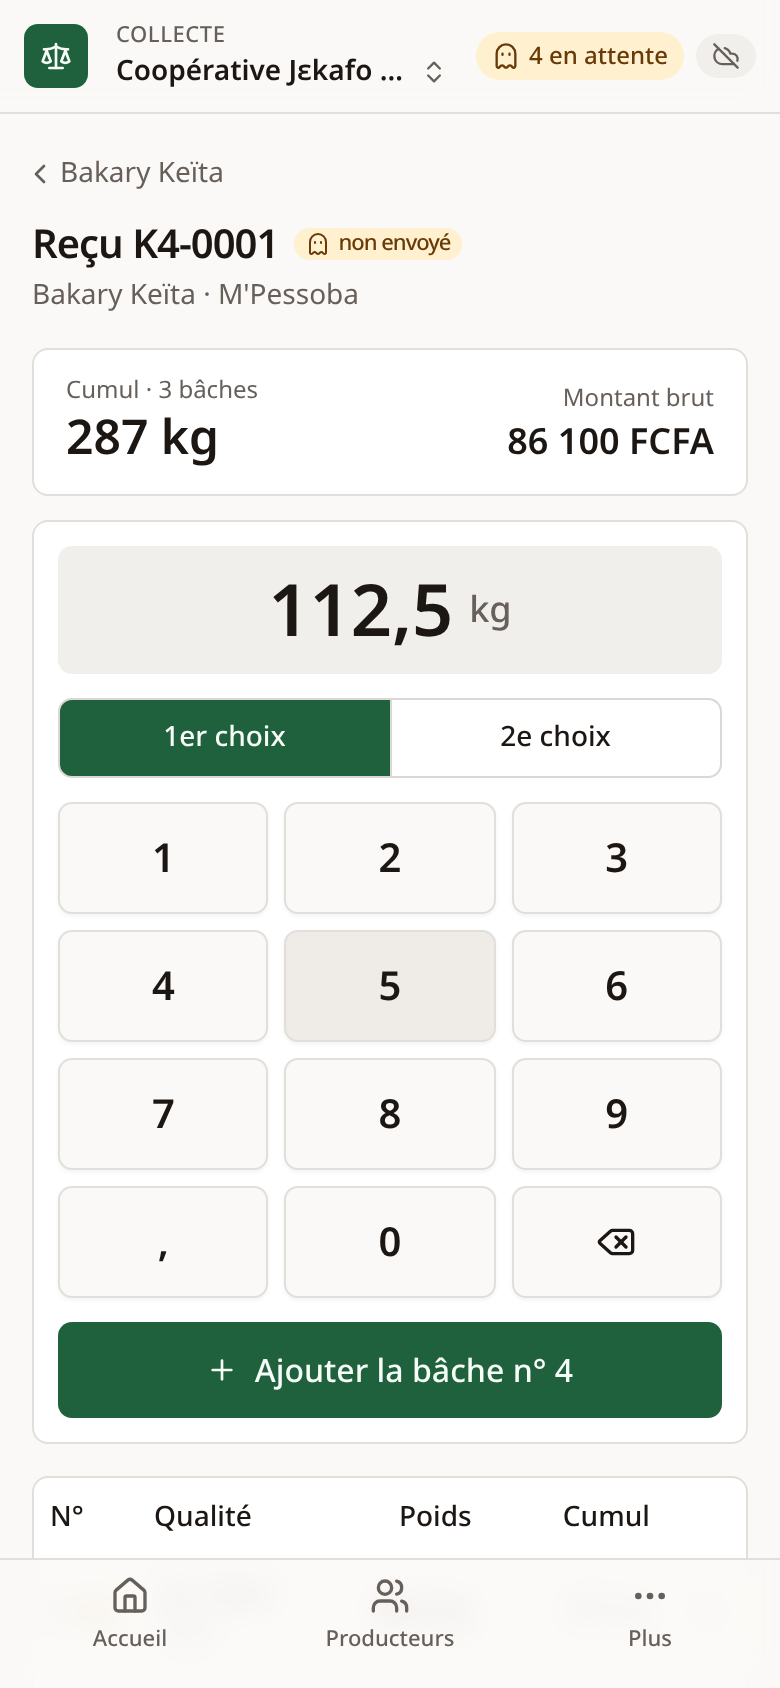 COLLECTE
Coopérative Jɛkafo ...
4 en attente
Bakary Keïta
Reçu K4-0001
non envoyé
Bakary Keïta · M'Pessoba
Cumul · 3 bâches
Montant brut
287 kg
86 100 FCFA
112,5 kg
1er choix
2e choix
1
2
3
4
5
6
7
8
9
,
0
Ajouter la bâche n° 4
N° Qualité Poids Cumul
Accueil
Producteurs
Plus